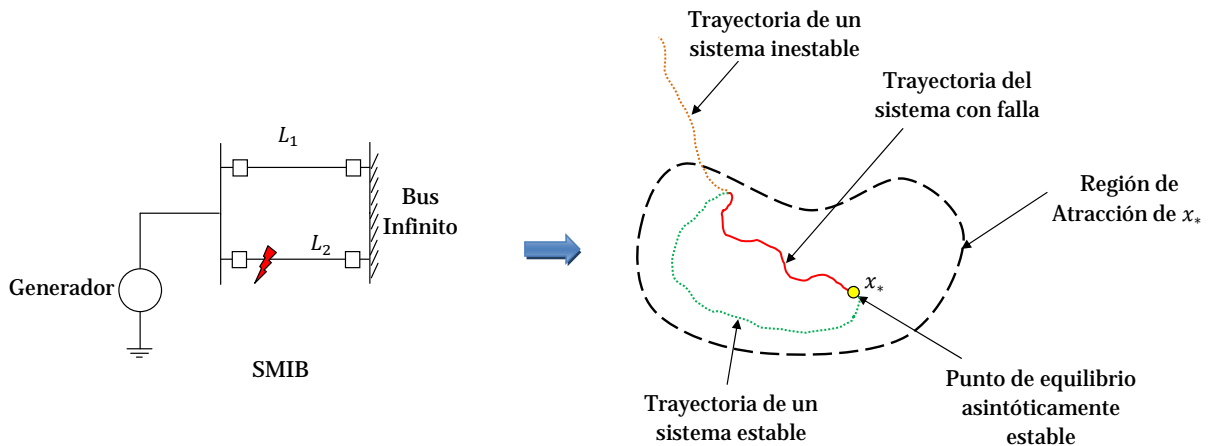 L₁
L₂
Generador
Bus
Infinito
SMIB
Trayectoria de un
sistema inestable
Trayectoria del
sistema con falla
Región de
Atracción de x*
x*
Trayectoria de un
sistema estable
Punto de equilibrio
asintóticamente
estable